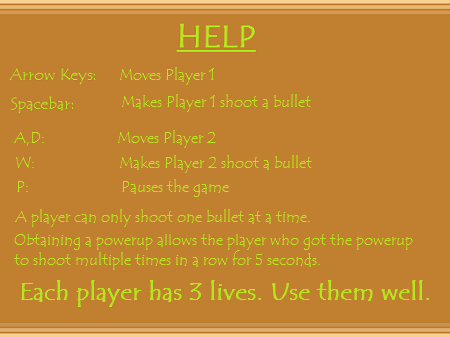 HELP
Arrow Keys: Moves Player 1
Spacebar: Makes Player 1 shoot a bullet
A,D: Moves Player 2
W: Makes Player 2 shoot a bullet
P: Pauses the game
A player can only shoot one bullet at a time.
Obtaining a powerup allows the player who got the powerup
to shoot multiple times in a row for 5 seconds.
Each player has 3 lives. Use them well.